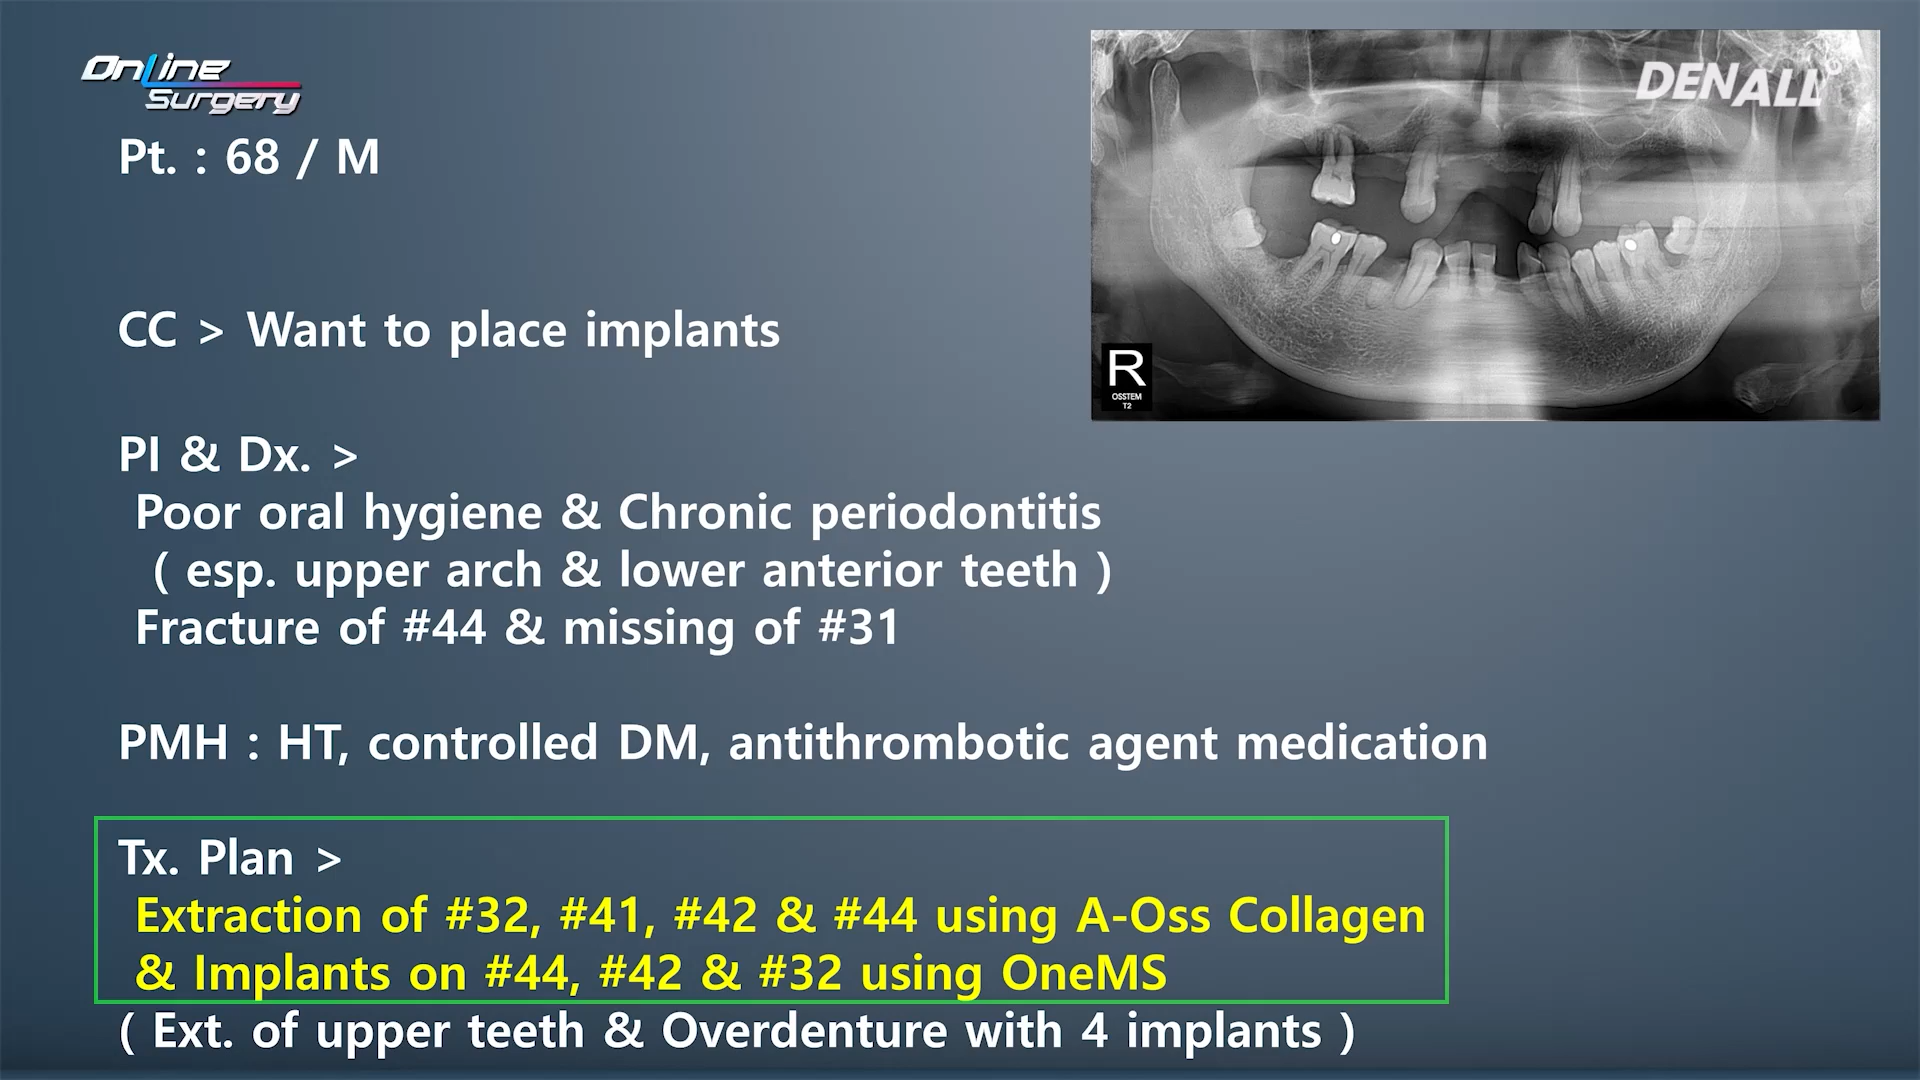 OnLine
Surgery
DENALL
Pt. : 68 / M
R
OSSTEM
T2
CC > Want to place implants
PI & Dx. >
Poor oral hygiene & Chronic periodontitis
( esp. upper arch & lower anterior teeth )
Fracture of #44 & missing of #31
PMH : HT, controlled DM, antithrombotic agent medication
Tx. Plan >
Extraction of #32, #41, #42 & #44 using A-Oss Collagen
& Implants on #44, #42 & #32 using OneMS
( Ext. of upper teeth & Overdenture with 4 implants )